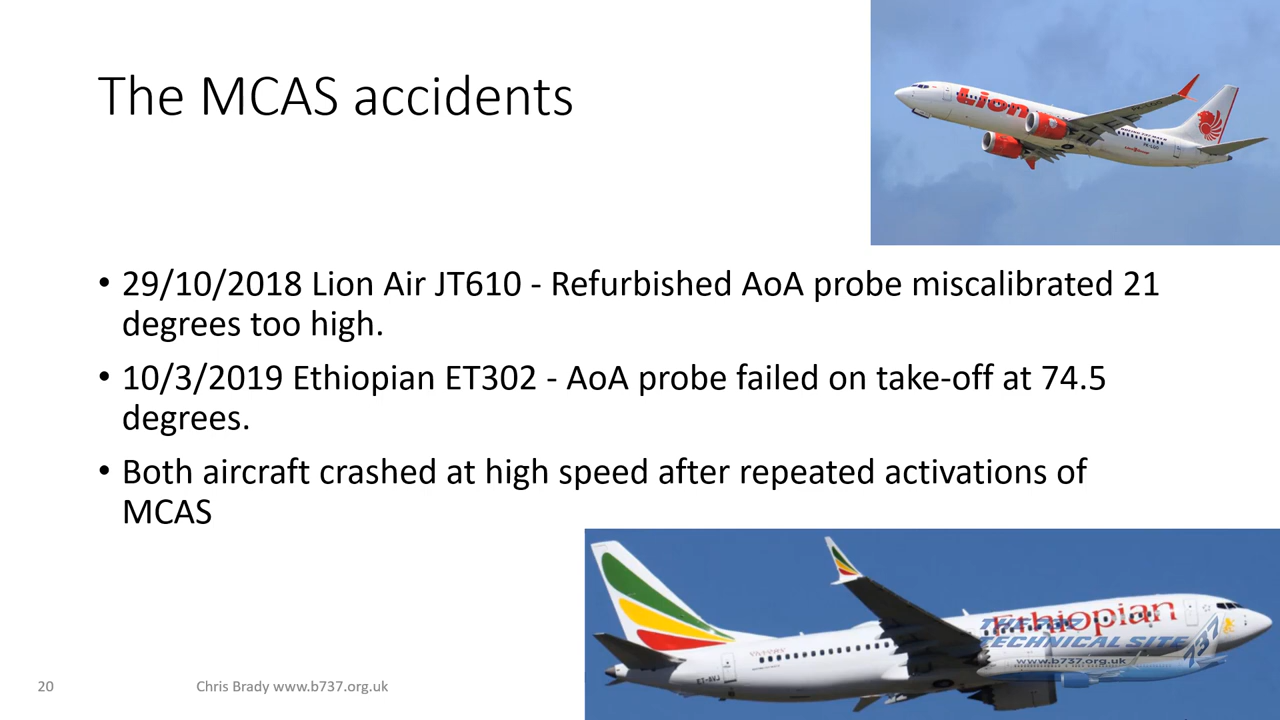 The MCAS accidents
Lion
• 29/10/2018 Lion Air JT610 - Refurbished AoA probe miscalibrated 21
degrees too high.
• 10/3/2019 Ethiopian ET302 - AoA probe failed on take-off at 74.5
degrees.
• Both aircraft crashed at high speed after repeated activations of
MCAS
Ethiopian
THE 737
TECHNICAL SITE
737
www.b737.org.uk
20
Chris Brady www.b737.org.uk